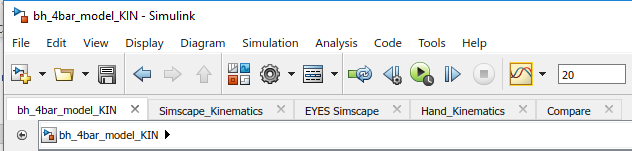 bh_4bar_model_KIN - Simulink
File Edit View Display Diagram Simulation Analysis Code Tools Help
20
bh_4bar_model_KIN Simscape_Kinematics EYES Simscape Hand_Kinematics Compare
bh_4bar_model_KIN